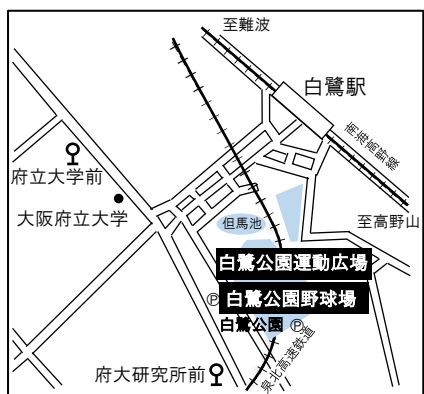 至難波
白鷺駅
南海高野線
府立大学前
大阪府立大学
但馬池
至高野山
白鷺公園運動広場
Ⓟ 白鷺公園野球場
白鷺公園 Ⓟ
泉北高速鉄道
府大研究所前